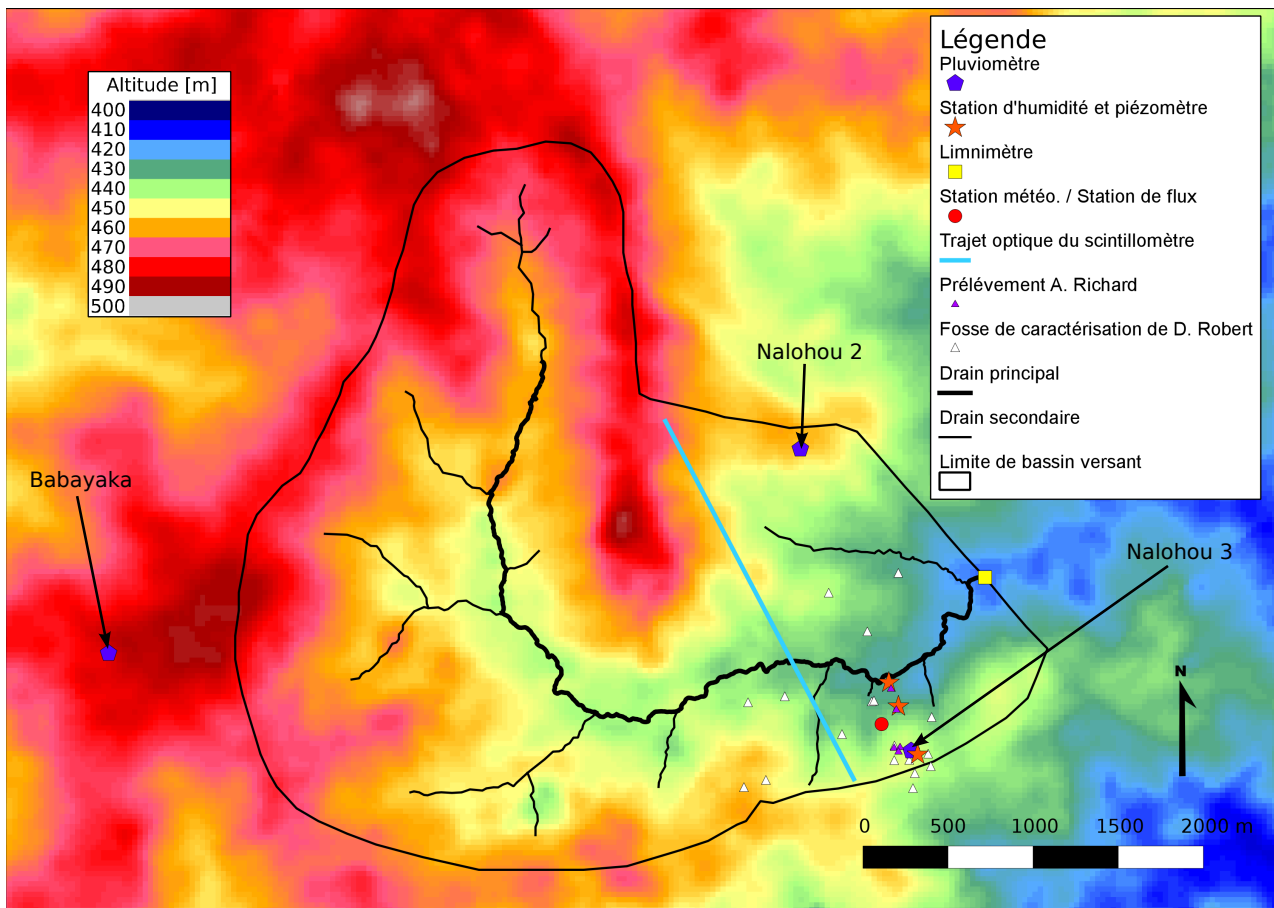 Légende
Pluviomètre
Station d'humidité et piézomètre
Limnimètre
Station météo. / Station de flux
Trajet optique du scintillomètre
Prélévement A. Richard
Fosse de caractérisation de D. Robert
Drain principal
Drain secondaire
Limite de bassin versant
Altitude [m]
400
410
420
430
440
450
460
470
480
490
500
Nalohou 2
Babayaka
Nalohou 3
N
0 500 1000 1500 2000 m